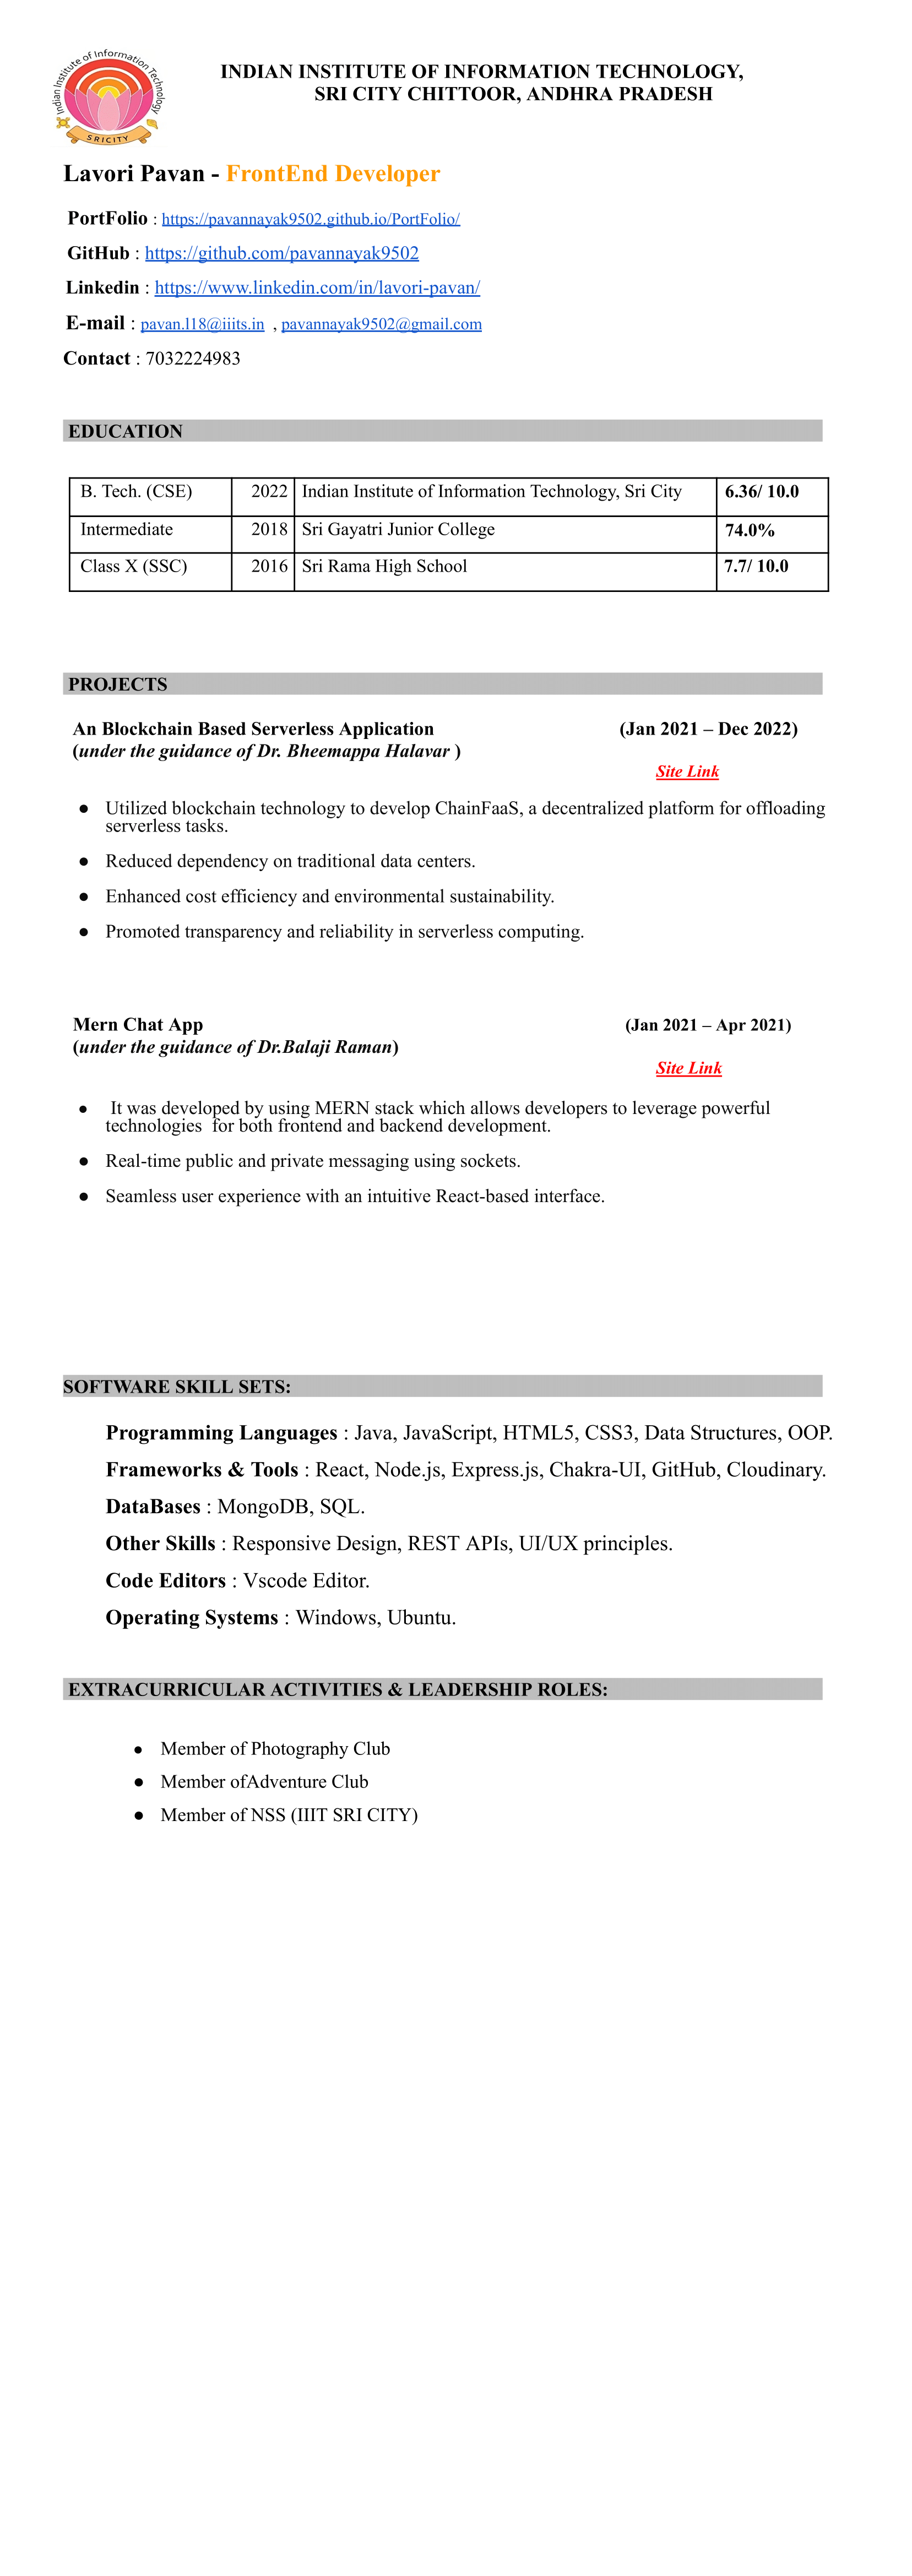 Indian Institute of Information Technology
SRICITY
INDIAN INSTITUTE OF INFORMATION TECHNOLOGY,
SRI CITY CHITTOOR, ANDHRA PRADESH
Lavori Pavan - FrontEnd Developer
PortFolio : https://pavannayak9502.github.io/PortFolio/
GitHub : https://github.com/pavannayak9502
Linkedin : https://www.linkedin.com/in/lavori-pavan/
E-mail : pavan.l18@iiits.in , pavannayak9502@gmail.com
Contact : 7032224983
EDUCATION
B. Tech. (CSE) 2022 Indian Institute of Information Technology, Sri City 6.36/ 10.0
Intermediate 2018 Sri Gayatri Junior College 74.0%
Class X (SSC) 2016 Sri Rama High School 7.7/ 10.0
PROJECTS
An Blockchain Based Serverless Application (Jan 2021 – Dec 2022)
(under the guidance of Dr. Bheemappa Halavar )
Site Link
● Utilized blockchain technology to develop ChainFaaS, a decentralized platform for offloading
serverless tasks.
● Reduced dependency on traditional data centers.
● Enhanced cost efficiency and environmental sustainability.
● Promoted transparency and reliability in serverless computing.
Mern Chat App (Jan 2021 – Apr 2021)
(under the guidance of Dr.Balaji Raman)
Site Link
● It was developed by using MERN stack which allows developers to leverage powerful
technologies for both frontend and backend development.
● Real-time public and private messaging using sockets.
● Seamless user experience with an intuitive React-based interface.
SOFTWARE SKILL SETS:
Programming Languages : Java, JavaScript, HTML5, CSS3, Data Structures, OOP.
Frameworks & Tools : React, Node.js, Express.js, Chakra-UI, GitHub, Cloudinary.
DataBases : MongoDB, SQL.
Other Skills : Responsive Design, REST APIs, UI/UX principles.
Code Editors : Vscode Editor.
Operating Systems : Windows, Ubuntu.
EXTRACURRICULAR ACTIVITIES & LEADERSHIP ROLES:
● Member of Photography Club
● Member ofAdventure Club
● Member of NSS (IIIT SRI CITY)